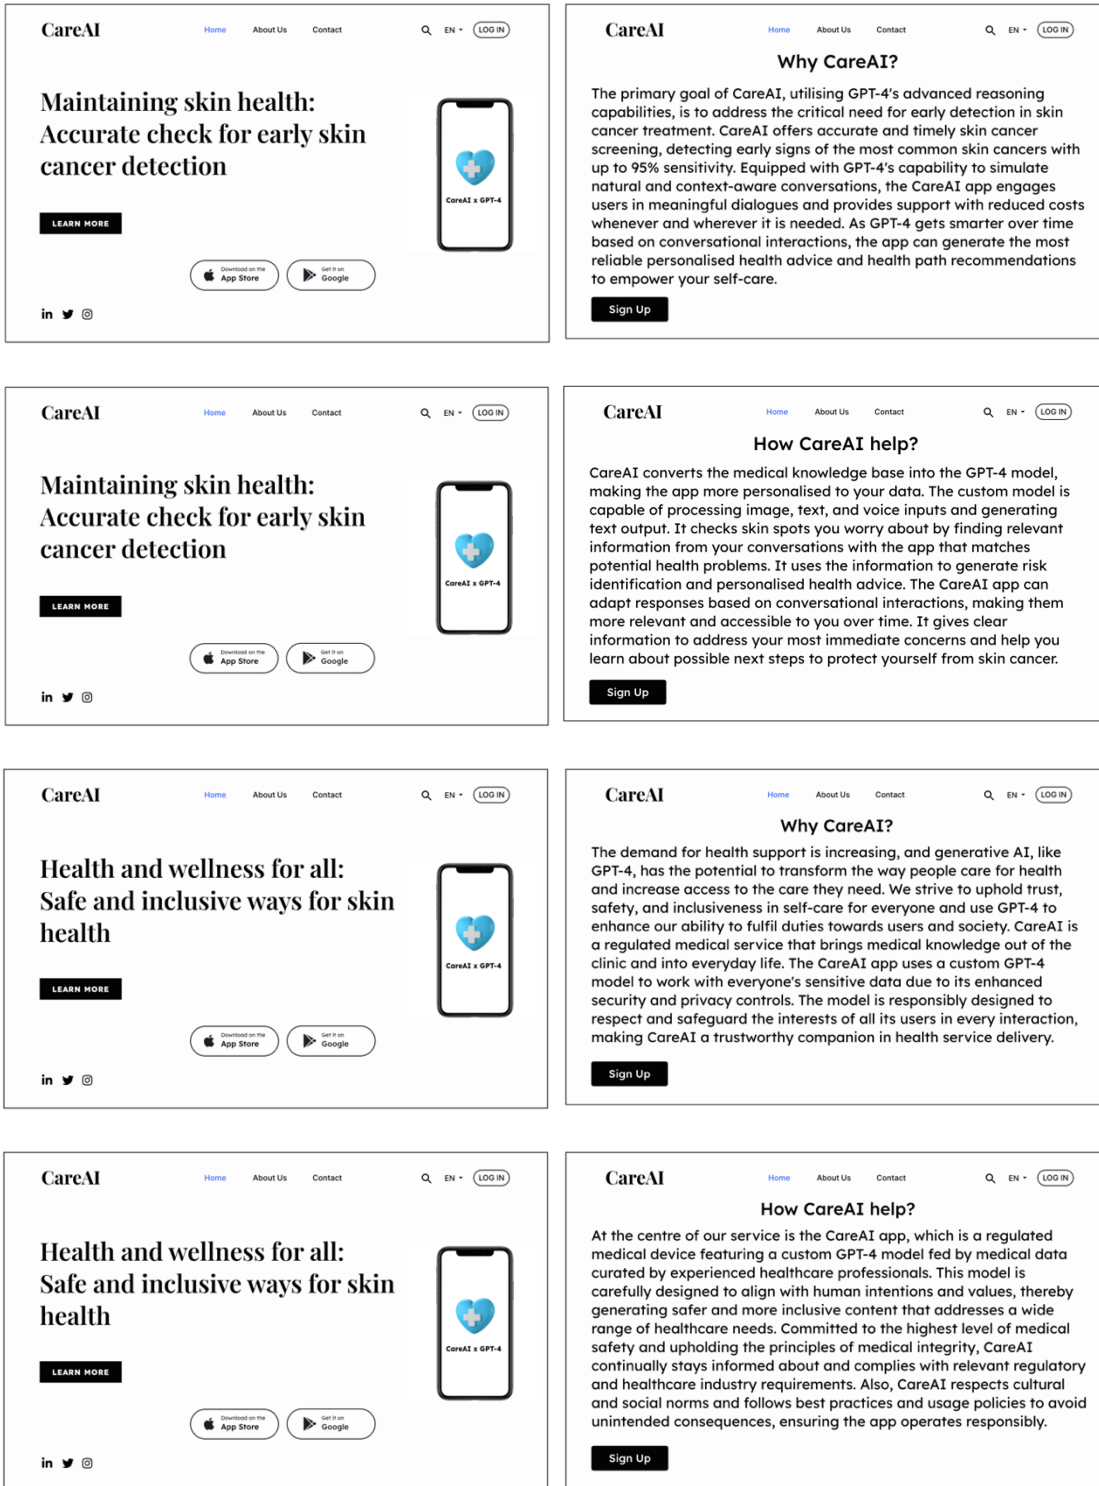 CareAI
Home About Us Contact EN LOG IN
Maintaining skin health:
Accurate check for early skin
cancer detection
LEARN MORE
CareAI x GPT-4
Download on the
App Store
Get it on
Google
in
CareAI
Home About Us Contact EN LOG IN
Why CareAI?
The primary goal of CareAI, utilising GPT-4's advanced reasoning
capabilities, is to address the critical need for early detection in skin
cancer treatment. CareAI offers accurate and timely skin cancer
screening, detecting early signs of the most common skin cancers with
up to 95% sensitivity. Equipped with GPT-4's capability to simulate
natural and context-aware conversations, the CareAI app engages
users in meaningful dialogues and provides support with reduced costs
whenever and wherever it is needed. As GPT-4 gets smarter over time
based on conversational interactions, the app can generate the most
reliable personalised health advice and health path recommendations
to empower your self-care.
Sign Up
CareAI
Home About Us Contact EN LOG IN
Maintaining skin health:
Accurate check for early skin
cancer detection
LEARN MORE
CareAI x GPT-4
Download on the
App Store
Get it on
Google
in
CareAI
Home About Us Contact EN LOG IN
How CareAI help?
CareAI converts the medical knowledge base into the GPT-4 model,
making the app more personalised to your data. The custom model is
capable of processing image, text, and voice inputs and generating
text output. It checks skin spots you worry about by finding relevant
information from your conversations with the app that matches
potential health problems. It uses the information to generate risk
identification and personalised health advice. The CareAI app can
adapt responses based on conversational interactions, making them
more relevant and accessible to you over time. It gives clear
information to address your most immediate concerns and help you
learn about possible next steps to protect yourself from skin cancer.
Sign Up
CareAI
Home About Us Contact EN LOG IN
Health and wellness for all:
Safe and inclusive ways for skin
health
LEARN MORE
CareAI x GPT-4
Download on the
App Store
Get it on
Google
in
CareAI
Home About Us Contact EN LOG IN
Why CareAI?
The demand for health support is increasing, and generative AI, like
GPT-4, has the potential to transform the way people care for health
and increase access to the care they need. We strive to uphold trust,
safety, and inclusiveness in self-care for everyone and use GPT-4 to
enhance our ability to fulfil duties towards users and society. CareAI is
a regulated medical service that brings medical knowledge out of the
clinic and into everyday life. The CareAI app uses a custom GPT-4
model to work with everyone's sensitive data due to its enhanced
security and privacy controls. The model is responsibly designed to
respect and safeguard the interests of all its users in every interaction,
making CareAI a trustworthy companion in health service delivery.
Sign Up
CareAI
Home About Us Contact EN LOG IN
Health and wellness for all:
Safe and inclusive ways for skin
health
LEARN MORE
CareAI x GPT-4
Download on the
App Store
Get it on
Google
in
CareAI
Home About Us Contact EN LOG IN
How CareAI help?
At the centre of our service is the CareAI app, which is a regulated
medical device featuring a custom GPT-4 model fed by medical data
curated by experienced healthcare professionals. This model is
carefully designed to align with human intentions and values, thereby
generating safer and more inclusive content that addresses a wide
range of healthcare needs. Committed to the highest level of medical
safety and upholding the principles of medical integrity, CareAI
continually stays informed about and complies with relevant regulatory
and healthcare industry requirements. Also, CareAI respects cultural
and social norms and follows best practices and usage policies to avoid
unintended consequences, ensuring the app operates responsibly.
Sign Up